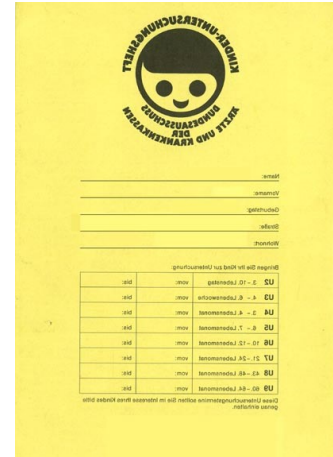 KINDER-UNTERSUCHUNGSHEFT
BUNDESAUSSCHUSS
DER
ÄRZTE UND KRANKENKASSEN
Name:
Vorname:
Geburtstag:
Straße:
Wohnort:
Bringen Sie Ihr Kind zur Untersuchung:
U2 3. – 10. Lebenstag vom: bis:
U3 4. – 6. Lebenswoche vom: bis:
U4 3. – 4. Lebensmonat vom: bis:
U5 6. – 7. Lebensmonat vom: bis:
U6 10. – 12. Lebensmonat vom: bis:
U7 21. – 24. Lebensmonat vom: bis:
U8 43. – 48. Lebensmonat vom: bis:
U9 60. – 64. Lebensmonat vom: bis:
Diese Untersuchungstermine sollten Sie im Interesse Ihres Kindes bitte
genau einhalten.